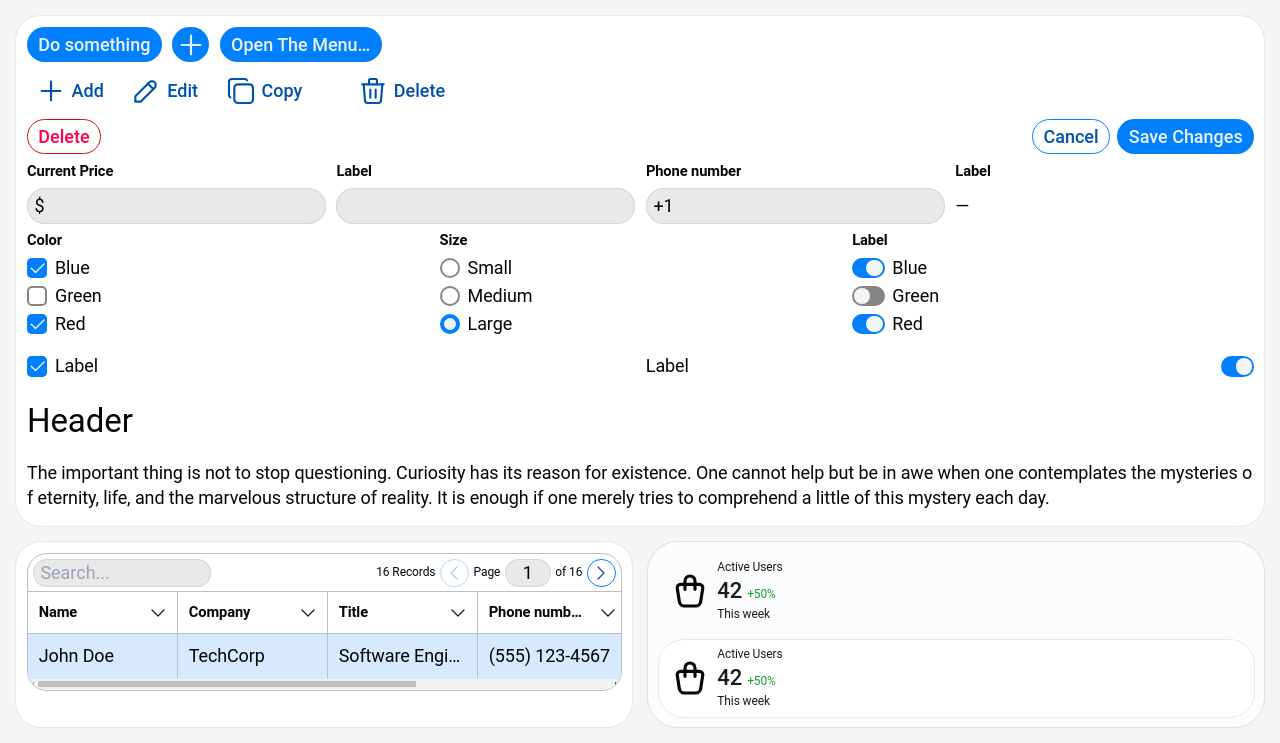 Do something Open The Menu...
Add Edit Copy Delete
Delete Cancel Save Changes
Current Price Label Phone number Label
$ +1 —
Color Size Label
Blue Small Blue
Green Medium Green
Red Large Red
Label Label
Header
The important thing is not to stop questioning. Curiosity has its reason for existence. One cannot help but be in awe when one contemplates the mysteries o
f eternity, life, and the marvelous structure of reality. It is enough if one merely tries to comprehend a little of this mystery each day.
Search... 16 Records Page 1 of 16
Name Company Title Phone numb...
John Doe TechCorp Software Engi... (555) 123-4567
Active Users
42 +50%
This week
Active Users
42 +50%
This week